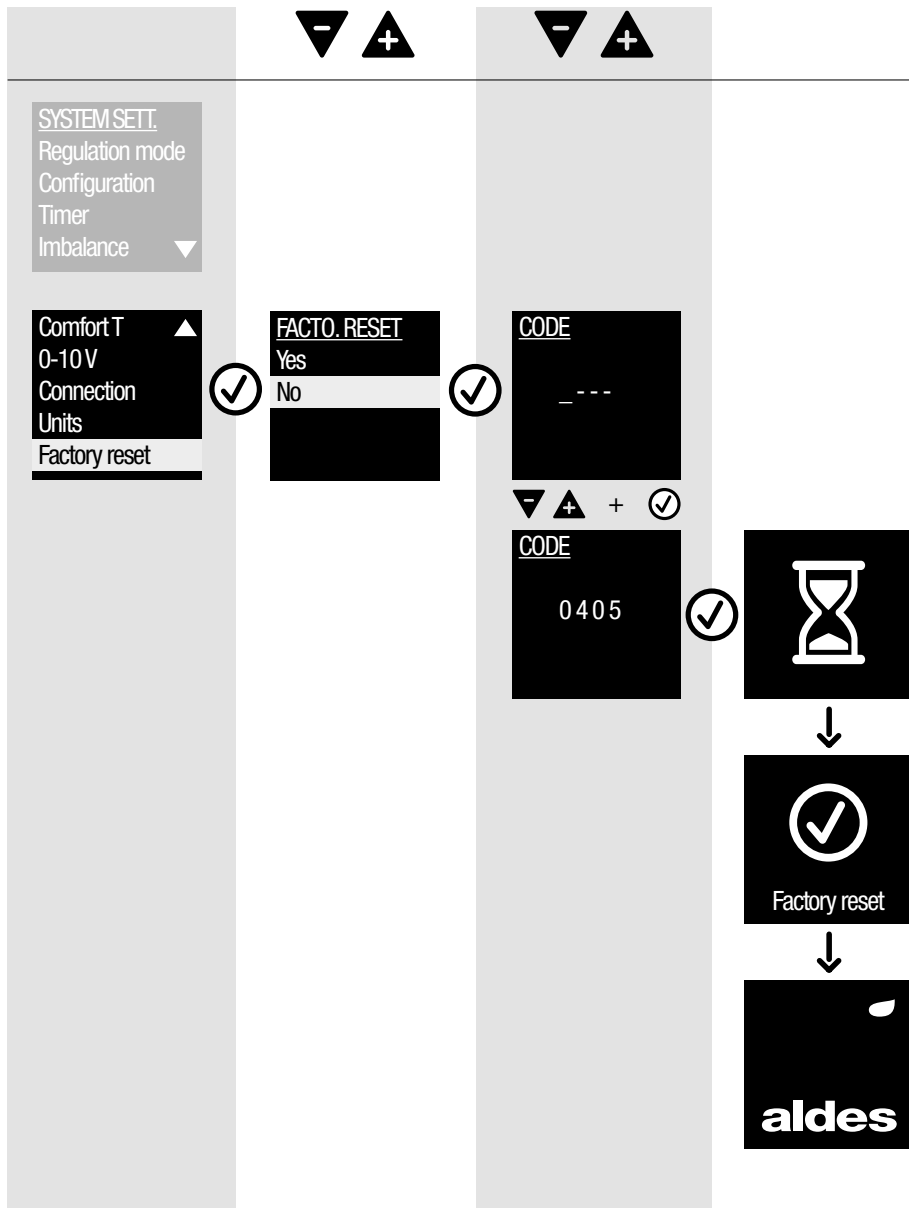 SYSTEM SETT.
Regulation mode
Configuration
Timer
Imbalance
Comfort T
0-10 V
Connection
Units
Factory reset
FACTO. RESET
Yes
No
CODE
_ - - -
- + + 
CODE
0405
Factory reset
aldes